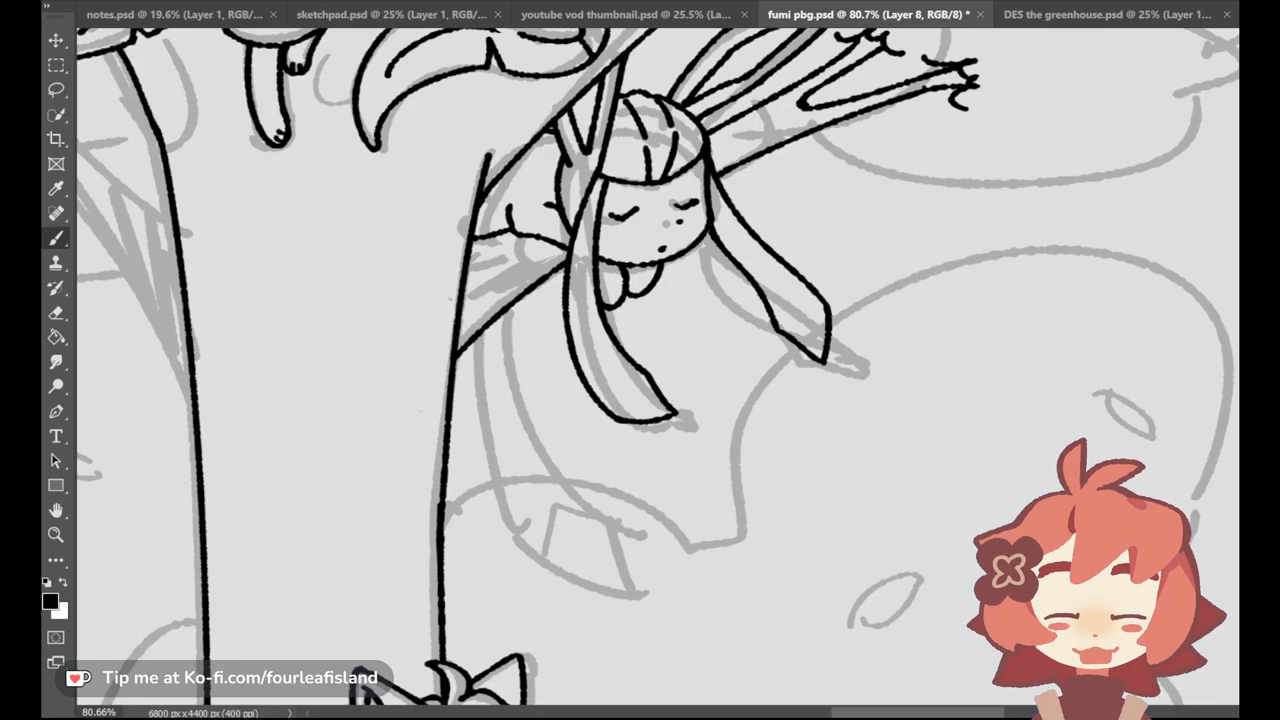 notes.psd @ 19.6% (Layer 1, RGB/...
sketchpad.psd @ 25% (Layer 1, RGB/...
youtube vod thumbnail.psd @ 25.5% (La...
fumi pbg.psd @ 80.7% (Layer 8, RGB/8) *
DES the greenhouse.psd @ 25% (Layer 1...
Tip me at Ko-fi.com/fourleafisland
80.66%
6800 px x4400 px (400 ppi)